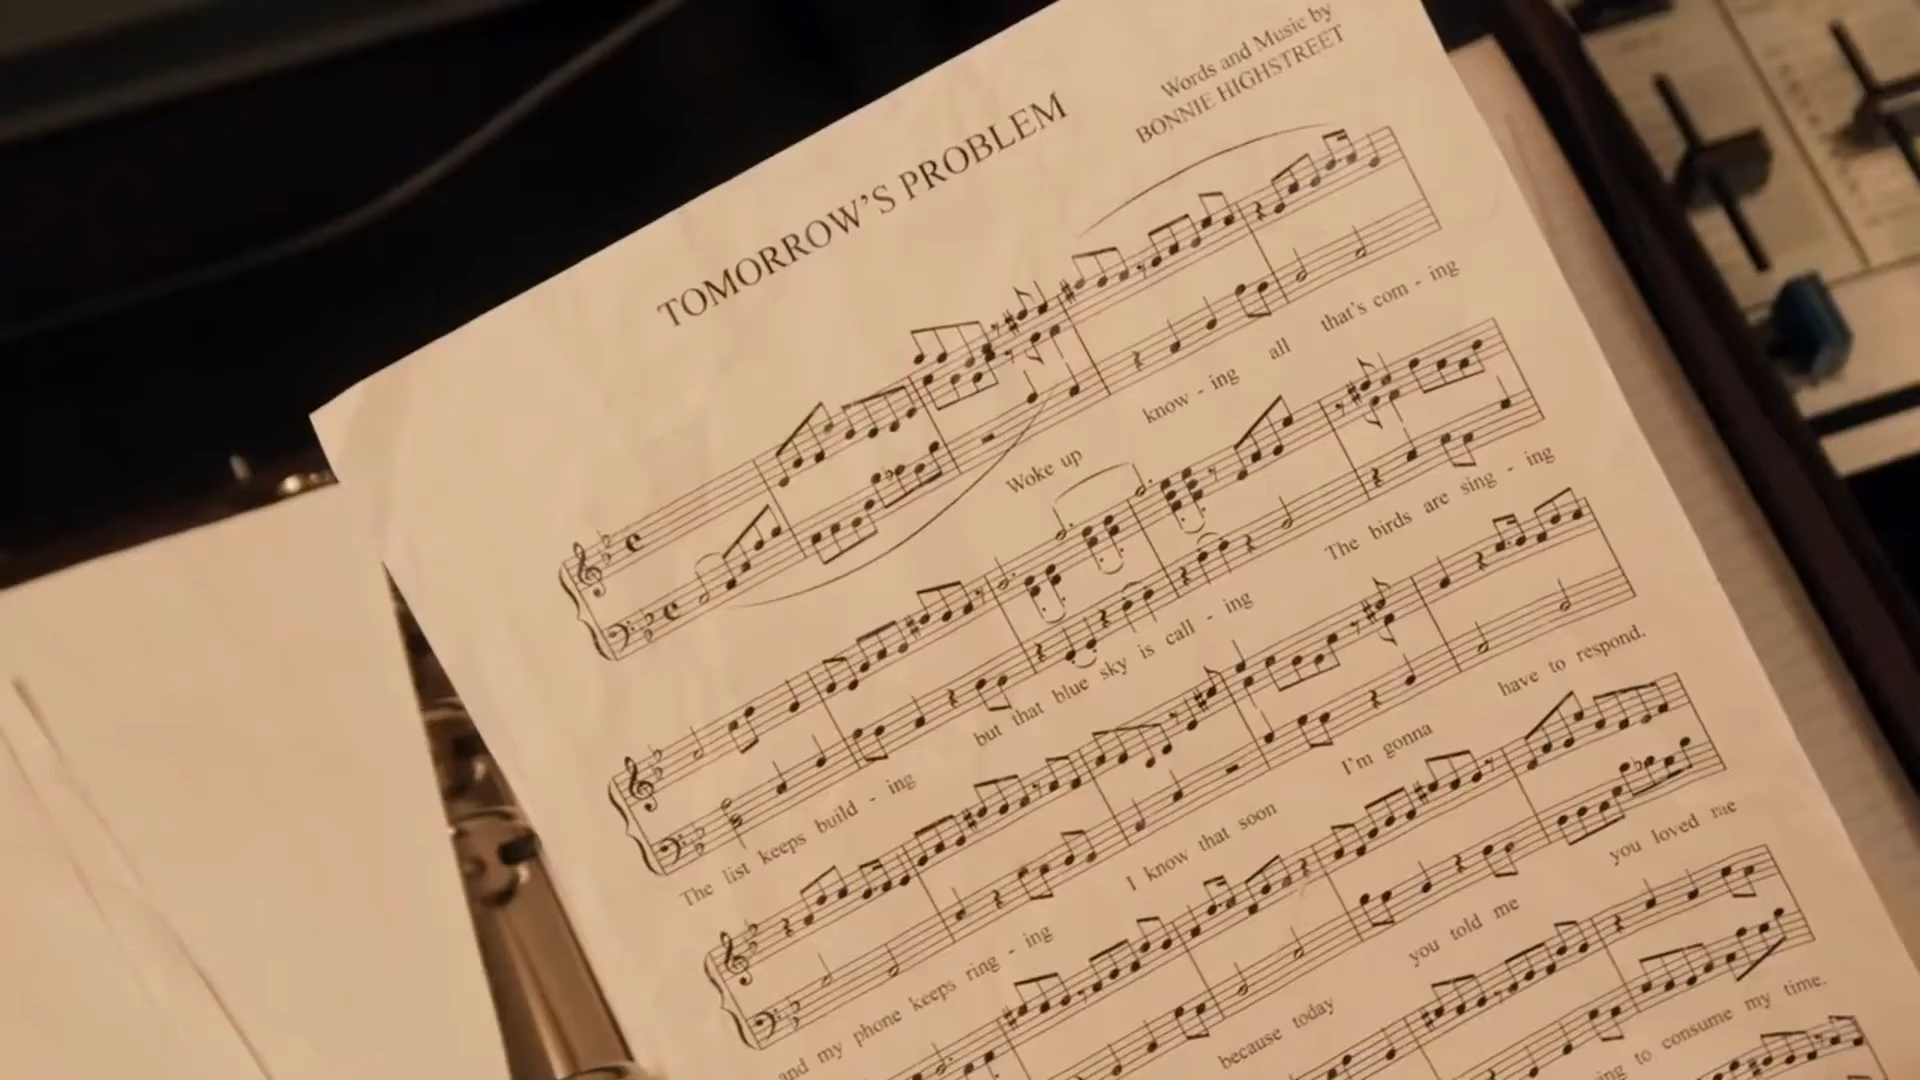 TOMORROW'S PROBLEM
Words and Music by
BONNIE HIGHSTREET
Woke up know - ing all that's com - ing
The list keeps build - ing but that blue sky is call - ing The birds are sing - ing
and my phone keeps ring - ing I know that soon I'm gonna have to respond.
because today you told me you loved me
to consume my time.